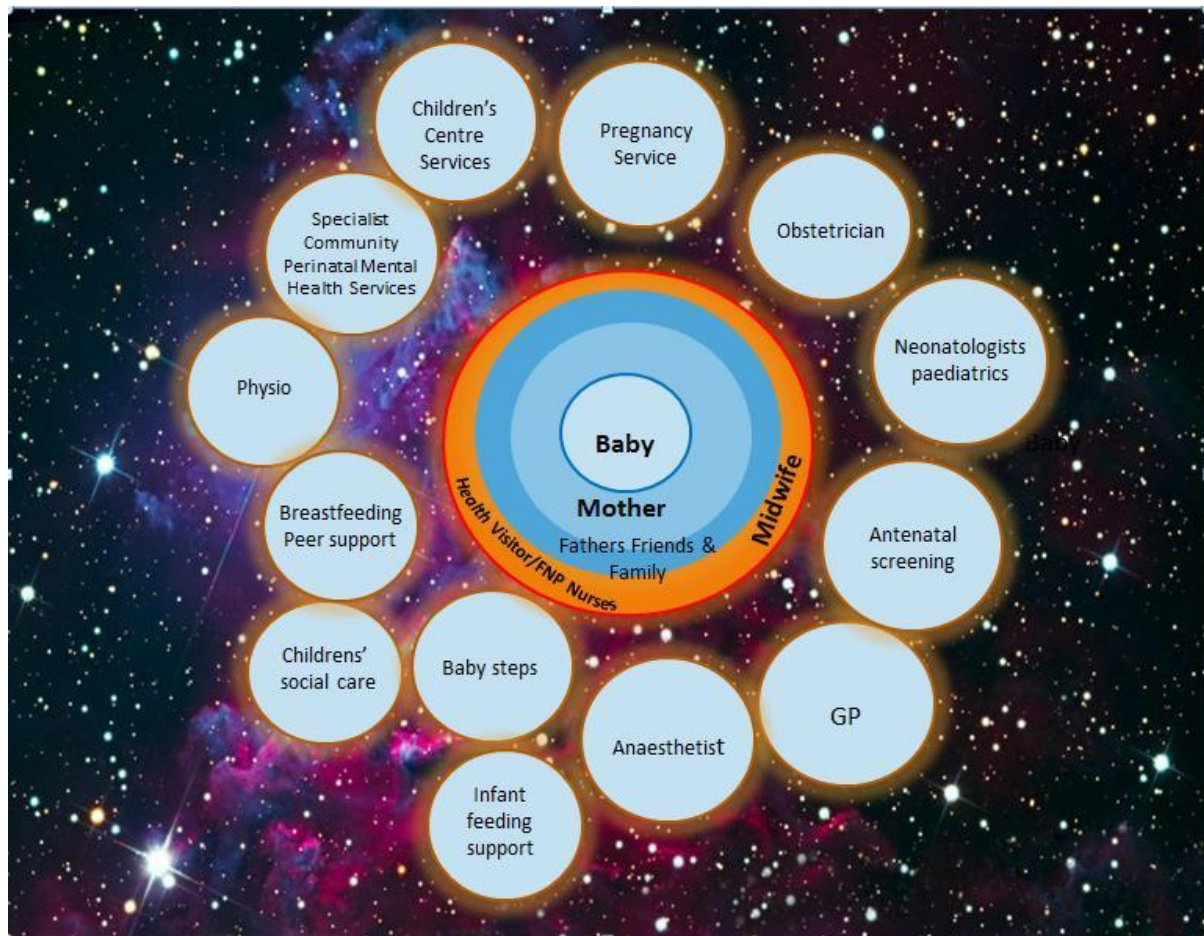 Children's
Centre
Services
Pregnancy
Service
Obstetrician
Specialist
Community
Perinatal Mental
Health Services
Neonatologists
paediatrics
Physio
Baby
Baby
Mother
Fathers Friends &
Family
Health Visitor/FNP Nurses
Midwife
Breastfeeding
Peer support
Antenatal
screening
Childrens'
social care
Baby steps
GP
Anaesthetist
Infant
feeding
support